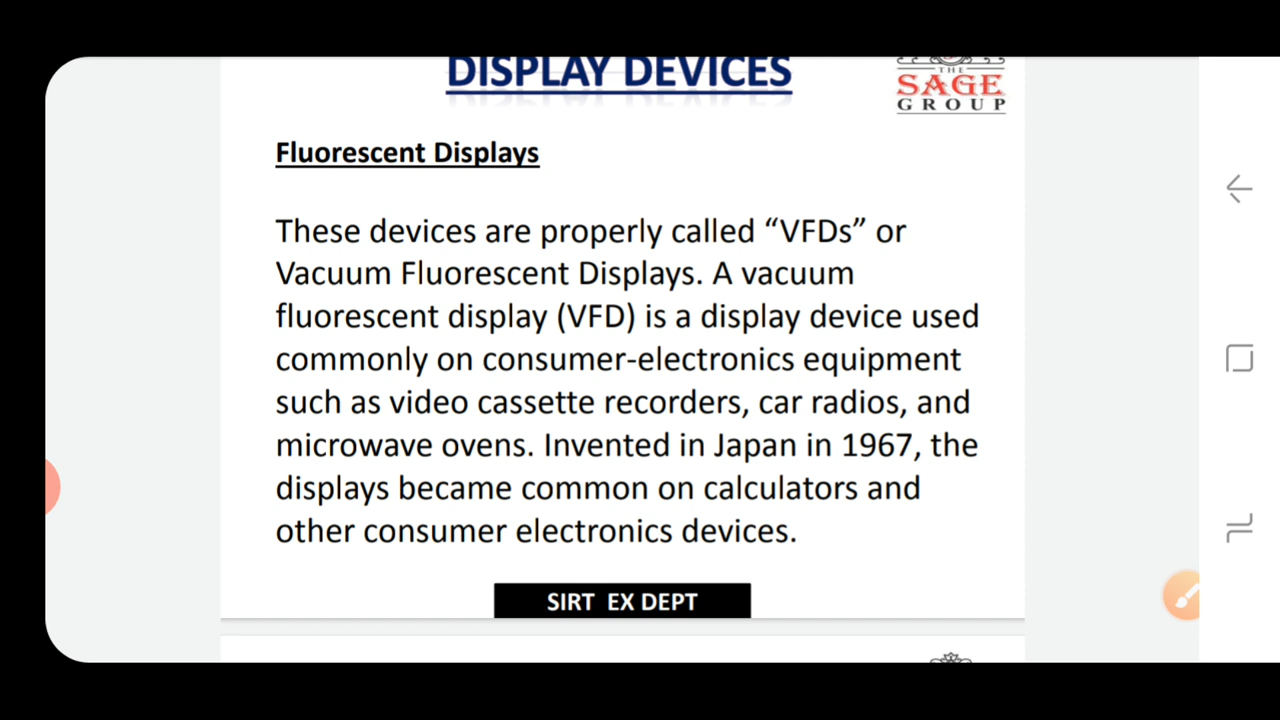 DISPLAY DEVICES
THE
SAGE
GROUP
Fluorescent Displays
These devices are properly called “VFDs” or
Vacuum Fluorescent Displays. A vacuum
fluorescent display (VFD) is a display device used
commonly on consumer-electronics equipment
such as video cassette recorders, car radios, and
microwave ovens. Invented in Japan in 1967, the
displays became common on calculators and
other consumer electronics devices.
SIRT EX DEPT